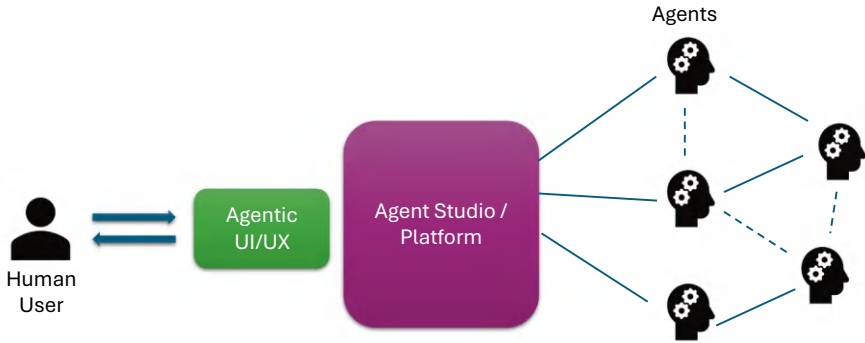 Agents
Agentic
UI/UX
Agent Studio /
Platform
Human
User